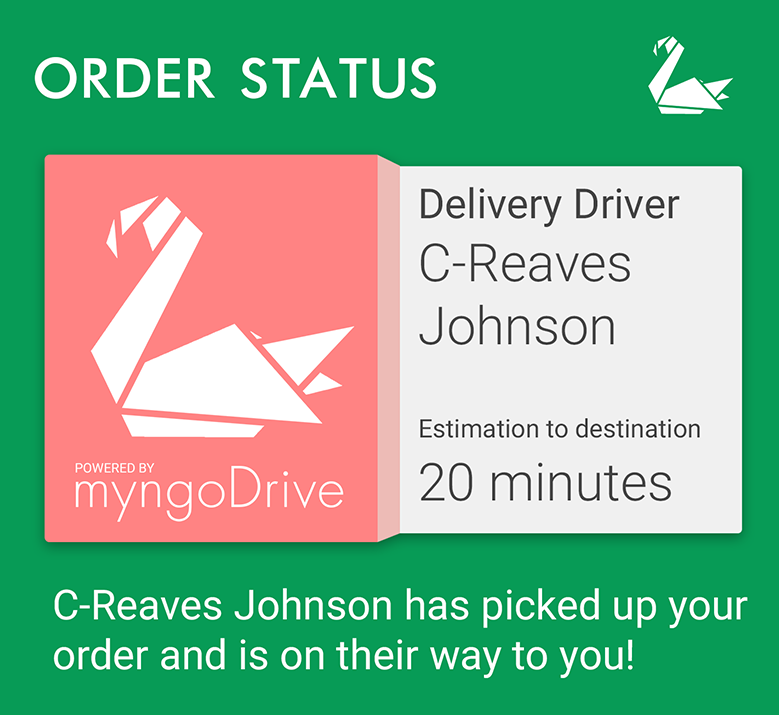 ORDER STATUS
Delivery Driver
C-Reaves
Johnson
Estimation to destination
20 minutes
POWERED BY
myngoDrive
C-Reaves Johnson has picked up your
order and is on their way to you!